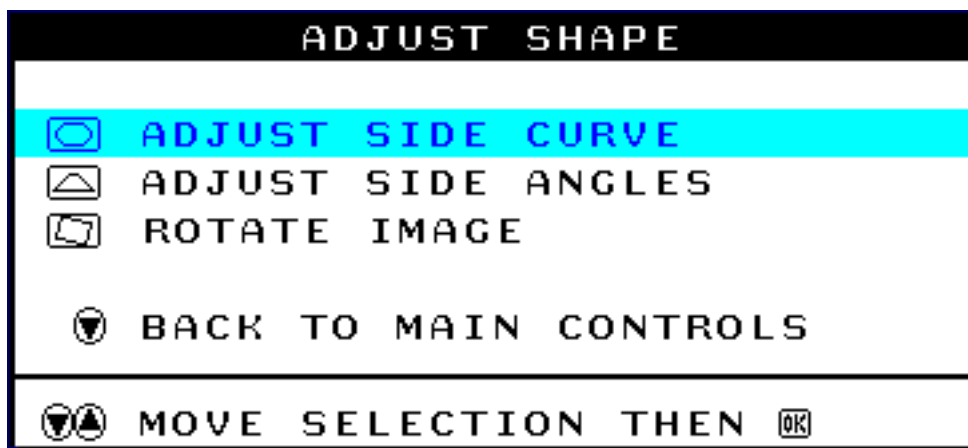 ADJUST SHAPE
ADJUST SIDE CURVE
ADJUST SIDE ANGLES
ROTATE IMAGE
BACK TO MAIN CONTROLS
MOVE SELECTION THEN OK